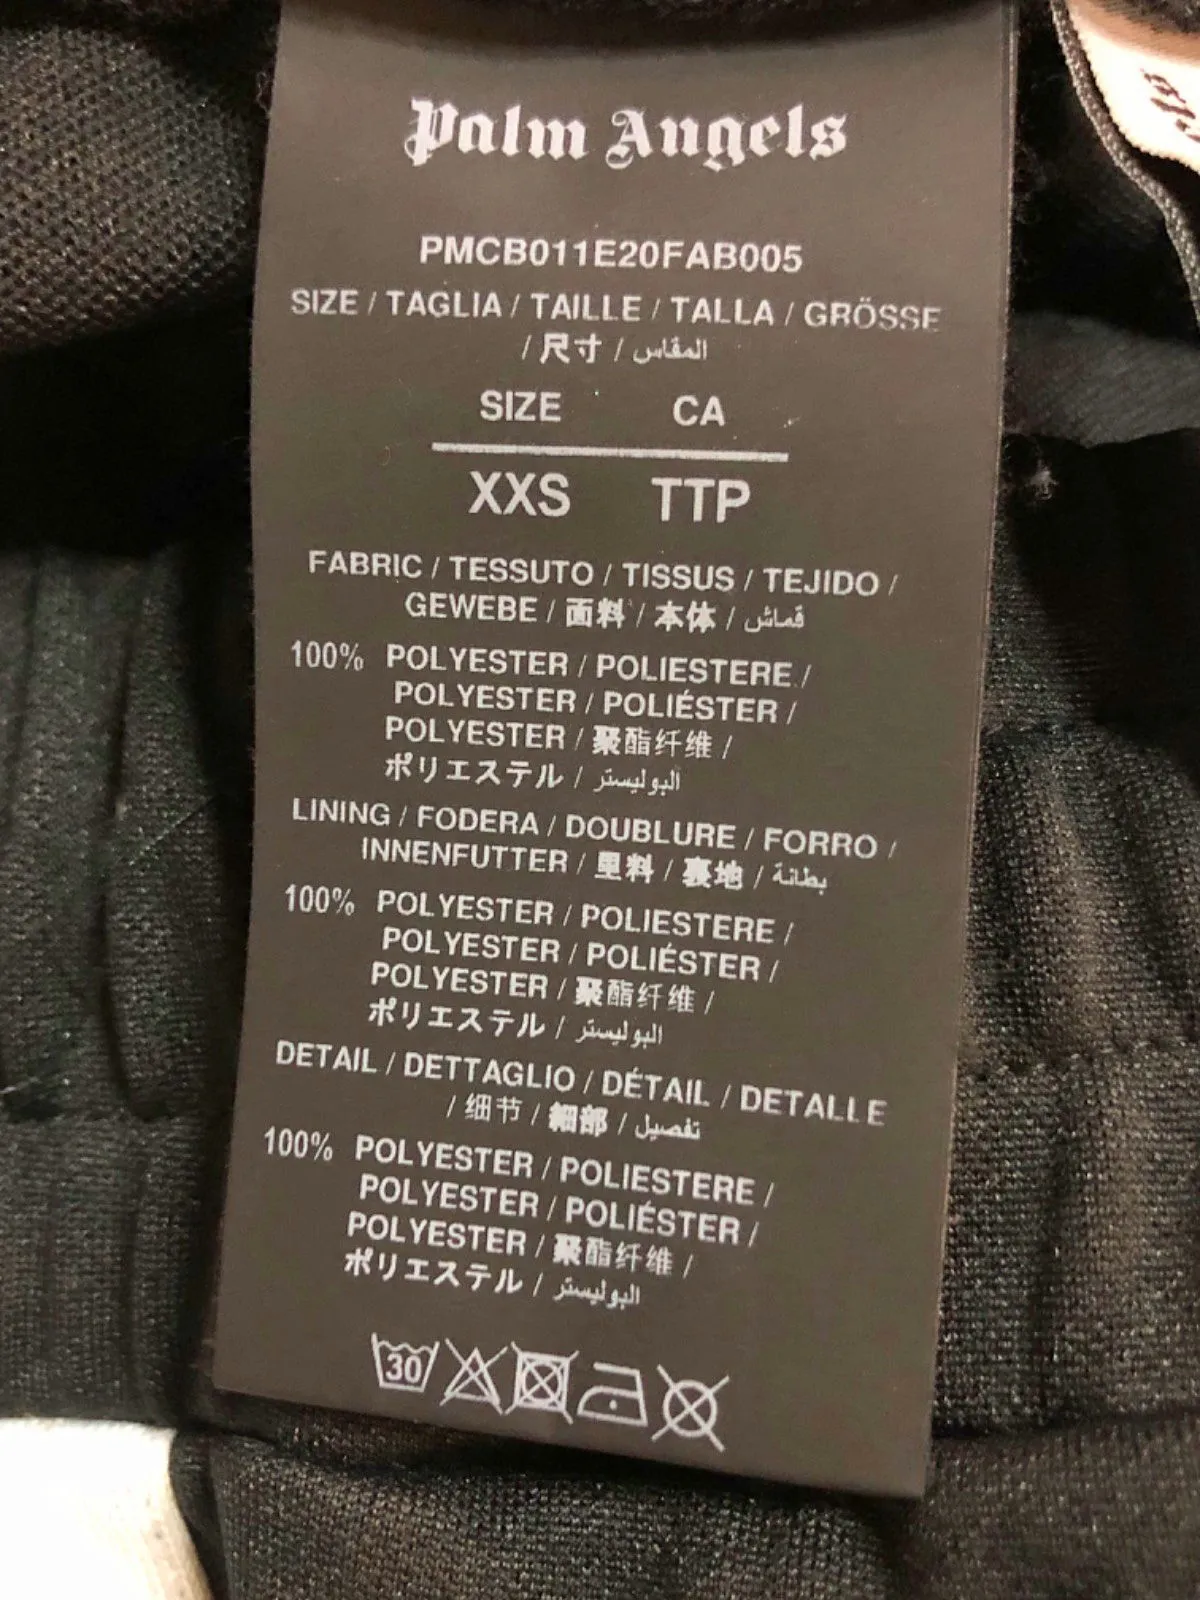 Palm Angels
PMCB011E20FAB005
SIZE / TAGLIA / TAILLE / TALLA / GRÖSSE
/ 尺寸 / المقاس
SIZE CA
XXS TTP
FABRIC / TESSUTO / TISSUS / TEJIDO /
GEWEBE / 面料 / 本体 / قماش
100% POLYESTER / POLIESTERE /
POLYESTER / POLIÉSTER /
POLYESTER / 聚酯纤维 /
ポリエステル / البوليستر
LINING / FODERA / DOUBLURE / FORRO /
INNENFUTTER / 里料 / 裏地 / بطانة
100% POLYESTER / POLIESTERE /
POLYESTER / POLIÉSTER /
POLYESTER / 聚酯纤维 /
ポリエステル / البوليستر
DETAIL / DETTAGLIO / DÉTAIL / DETALLE
/ 细节 / 細部 / تفصيل
100% POLYESTER / POLIESTERE /
POLYESTER / POLIÉSTER /
POLYESTER / 聚酯纤维 /
ポリエステル / البوليستر
30